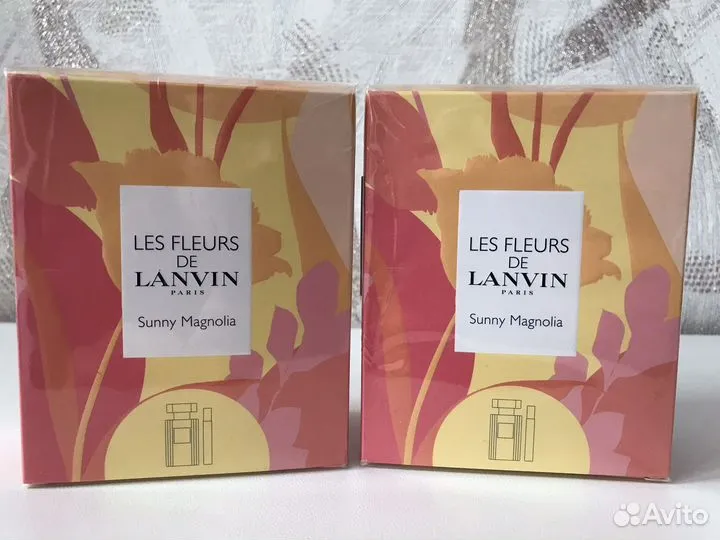 LES FLEURS
DE
LANVIN
PARIS
Sunny Magnolia
LES FLEURS
DE
LANVIN
PARIS
Sunny Magnolia
Avito